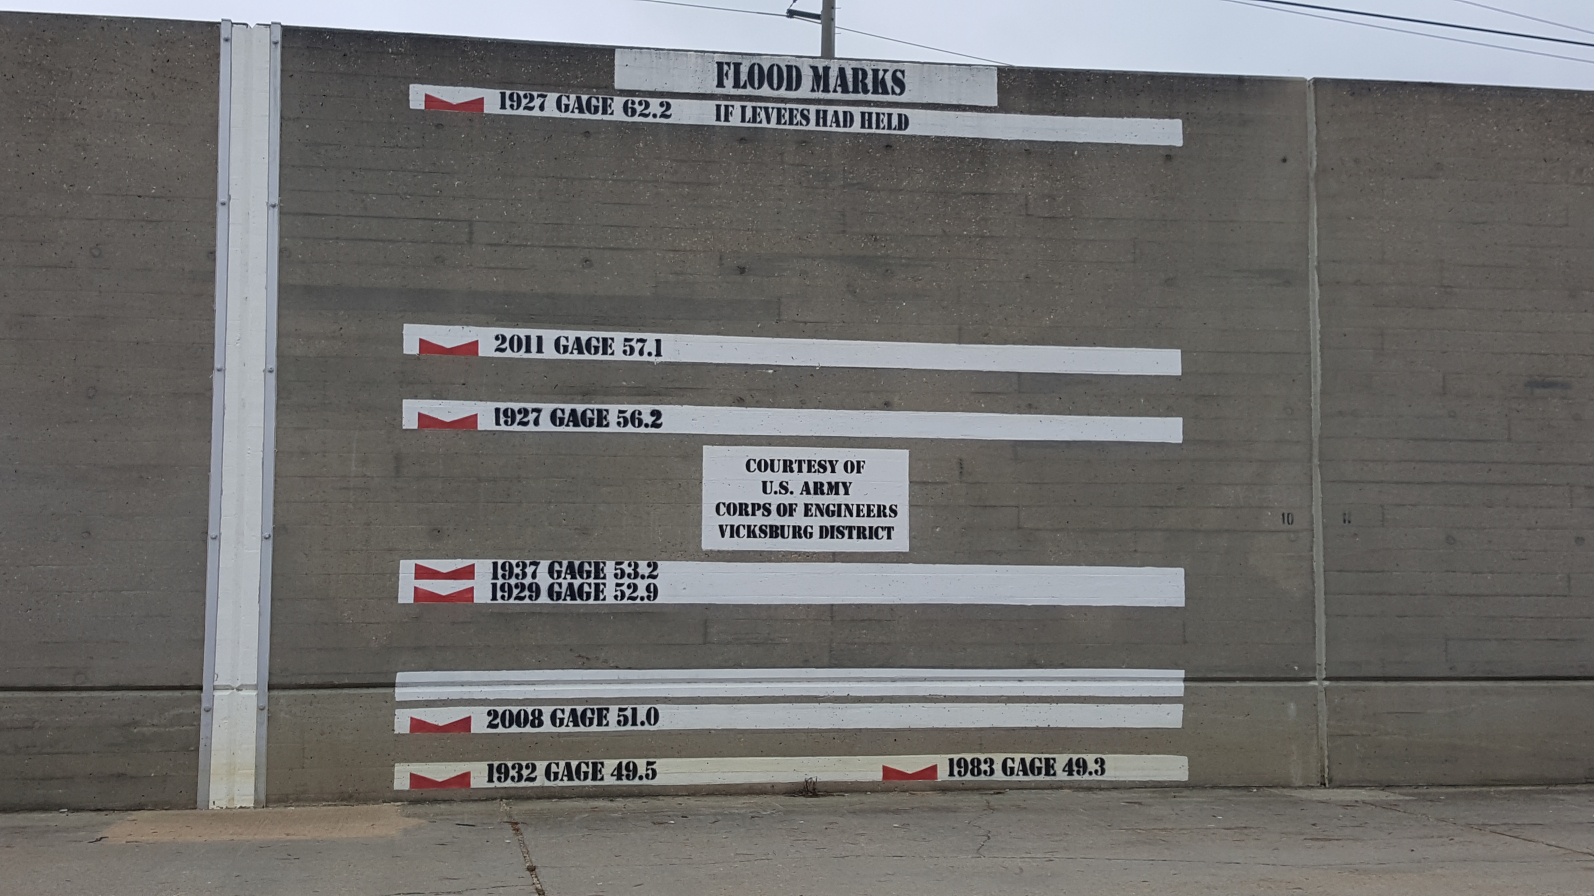 FLOOD MARKS
1927 GAGE 62.2 IF LEVEES HAD HELD
2011 GAGE 57.1
1927 GAGE 56.2
COURTESY OF
U.S. ARMY
CORPS OF ENGINEERS
VICKSBURG DISTRICT
10 11
1937 GAGE 53.2
1929 GAGE 52.9
2008 GAGE 51.0
1932 GAGE 49.5 1983 GAGE 49.3